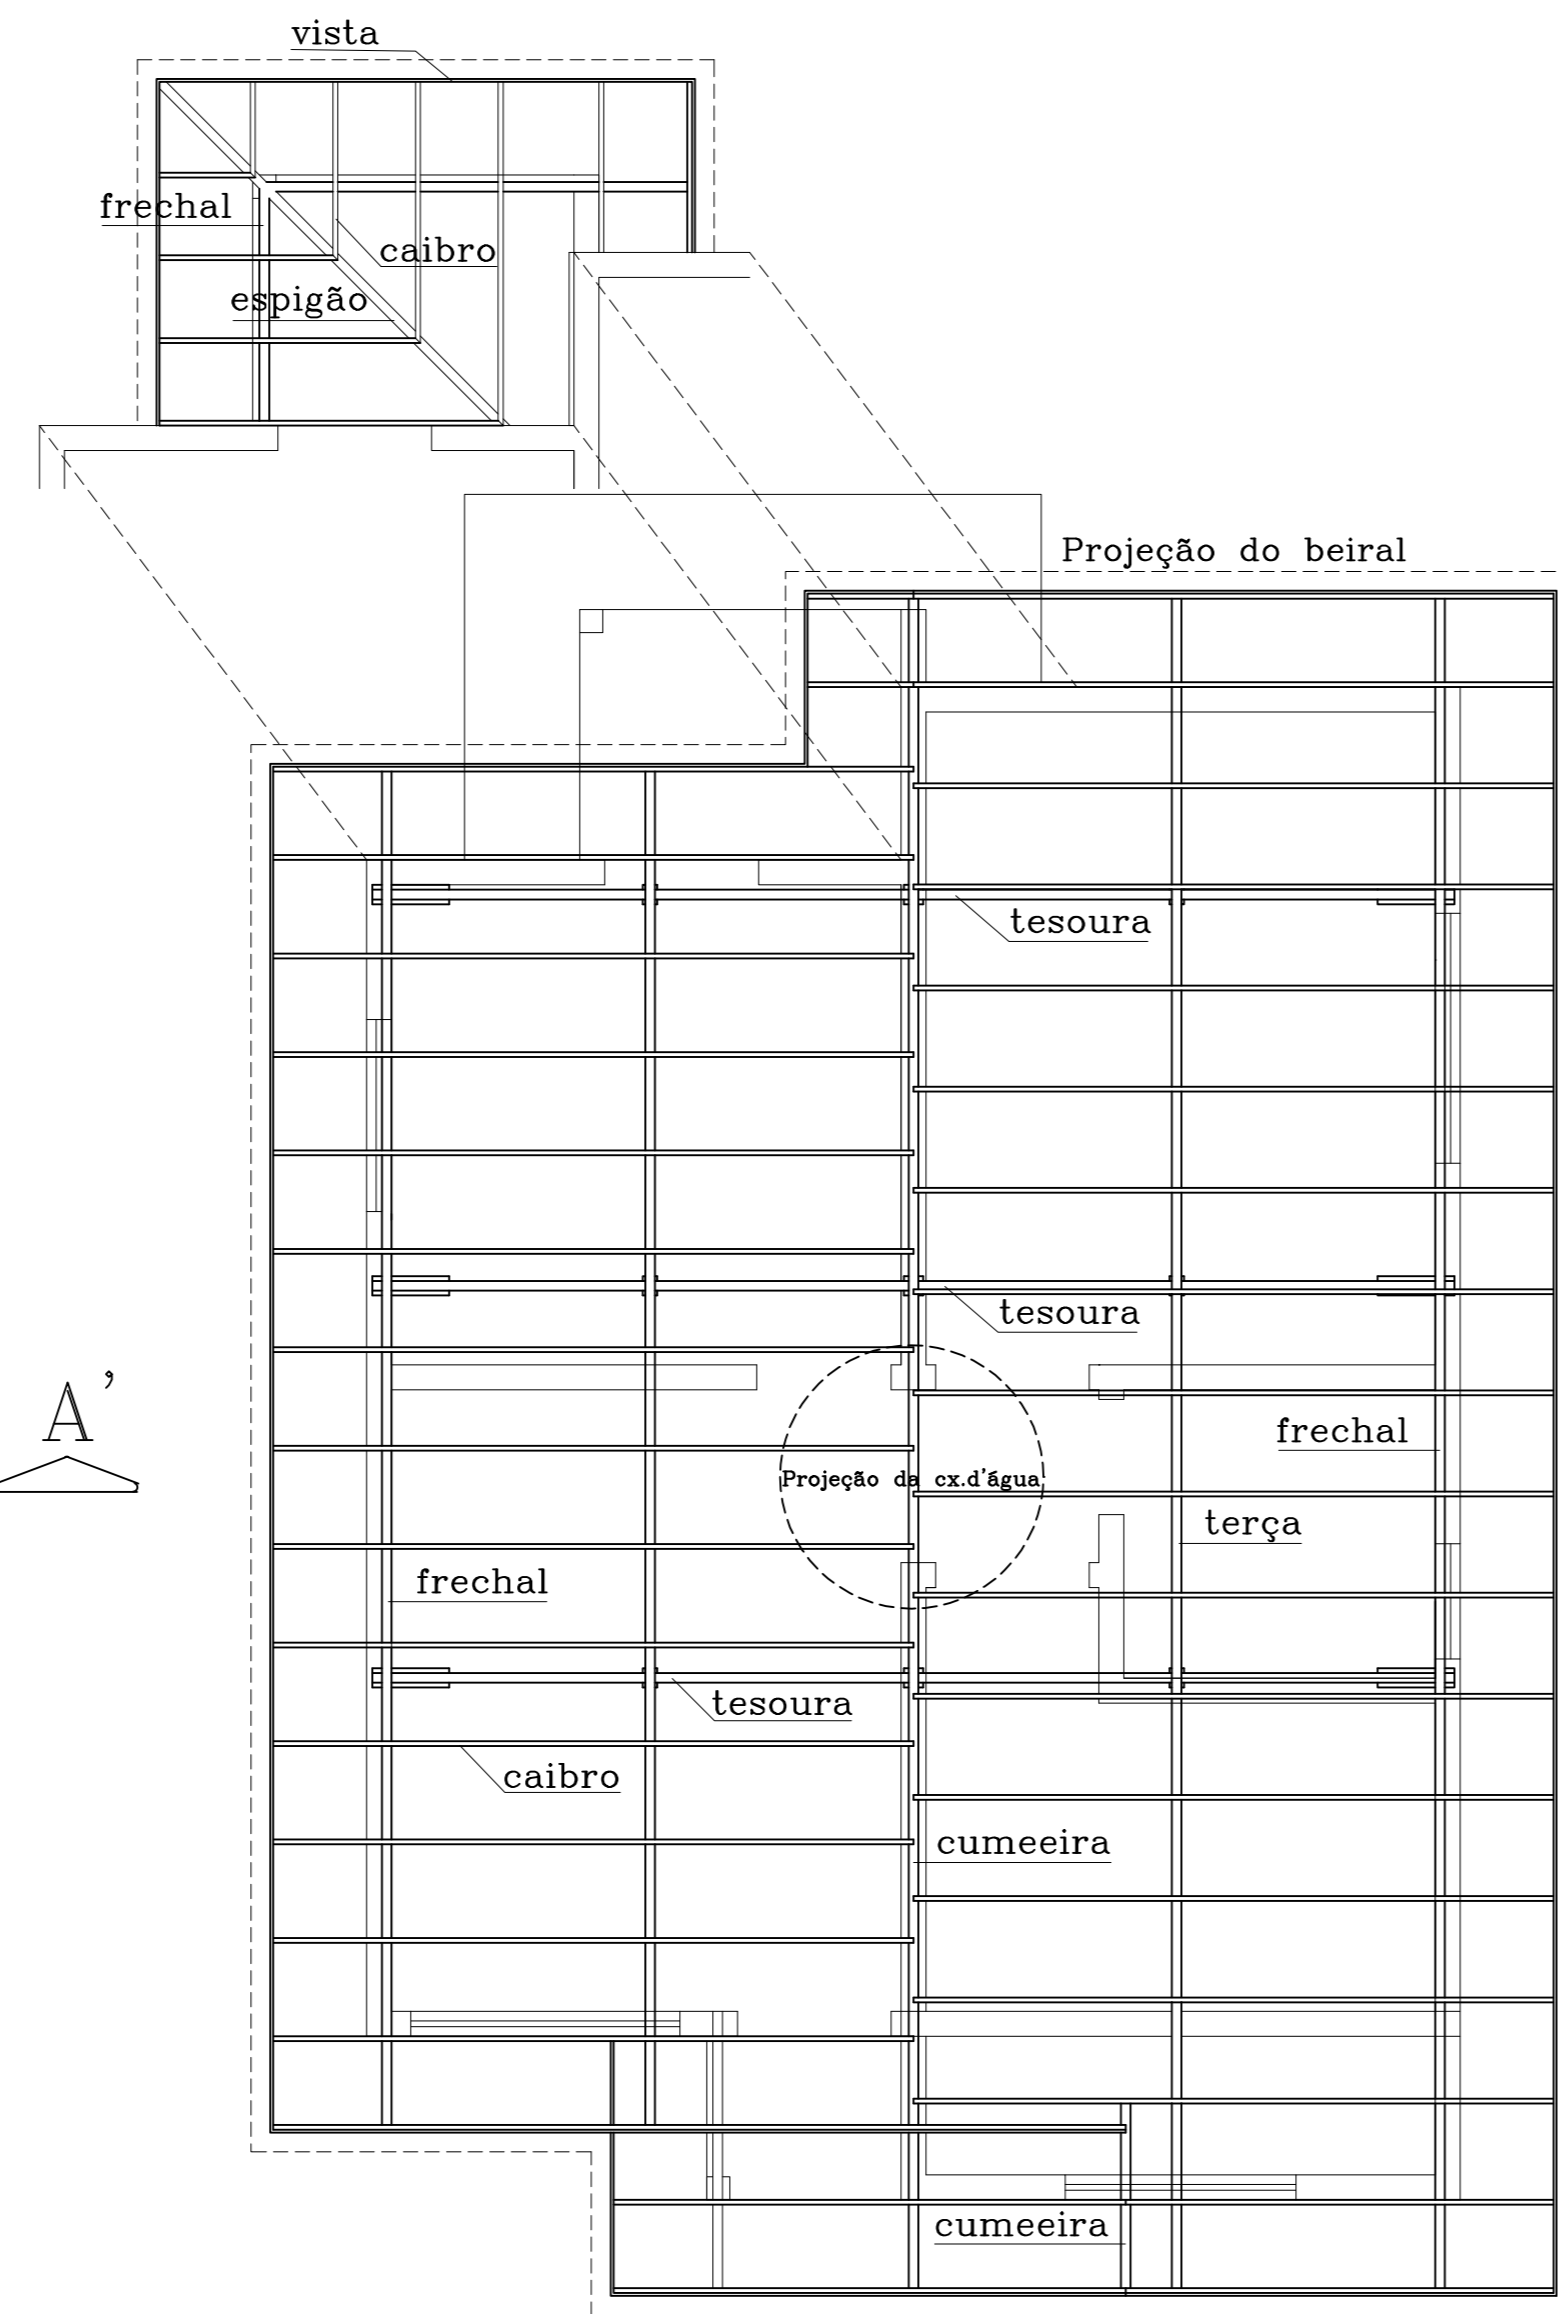 vista
frechal
caibro
espigão
Projeção do beiral
tesoura
tesoura
A'
frechal
Projeção da cx.d'água
terça
frechal
tesoura
caibro
cumeeira
cumeeira